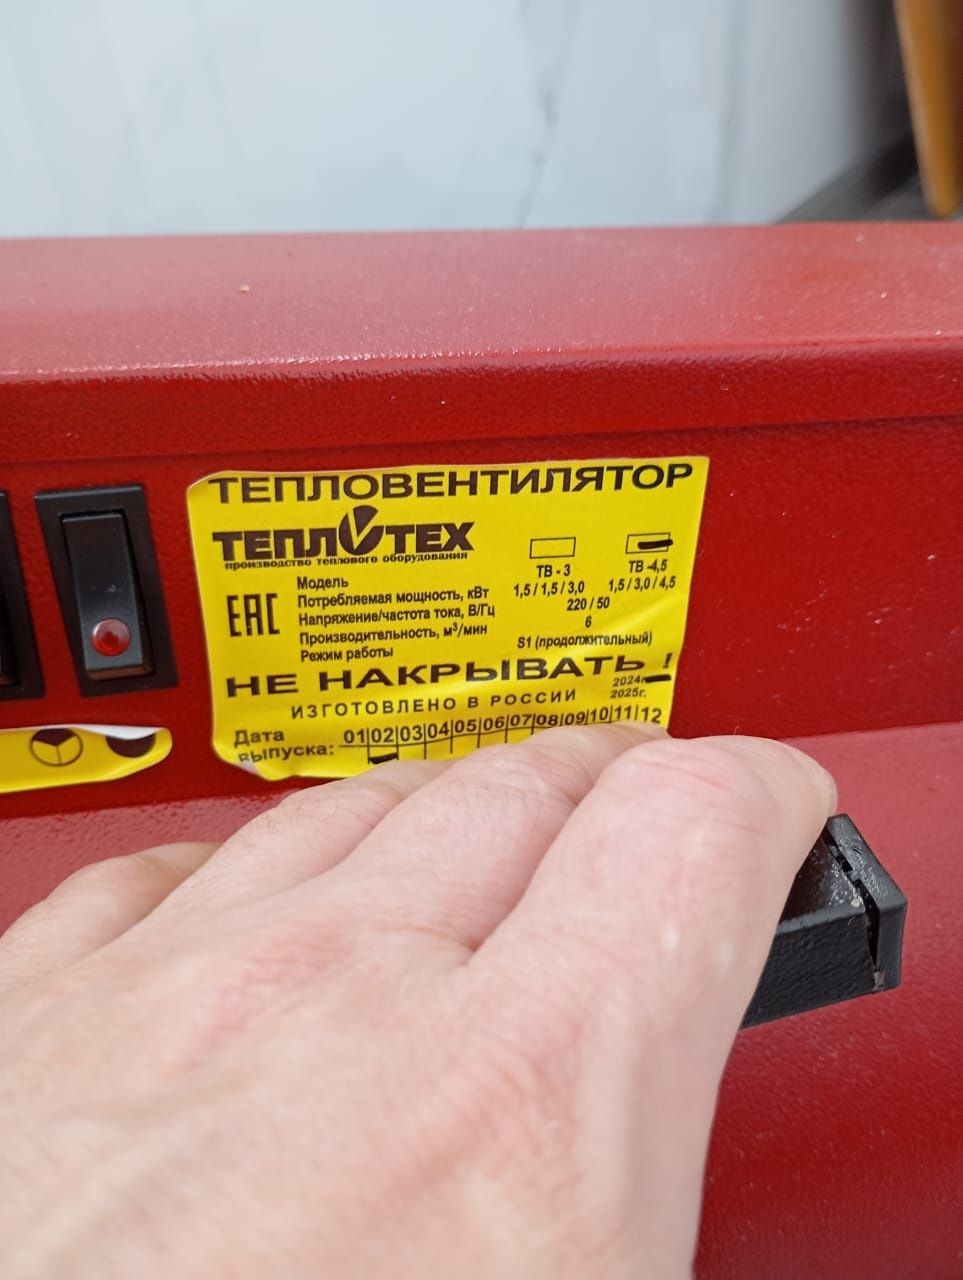 ТЕПЛОВЕНТИЛЯТОР
ТЕПЛОТЕХ
производство теплового оборудования
Модель ТВ - 3 ТВ -4,5
Потребляемая мощность, кВт 1,5 / 1,5 / 3,0 1,5 / 3,0 / 4,5
Напряжение/частота тока, В/Гц 220 / 50
Производительность, м³/мин 6
Режим работы S1 (продолжительный)
EAC
НЕ НАКРЫВАТЬ !
ИЗГОТОВЛЕНО В РОССИИ
2024г.
2025г.
Дата
выпуска: 01|02|03|04|05|06|07|08|09|10|11|12